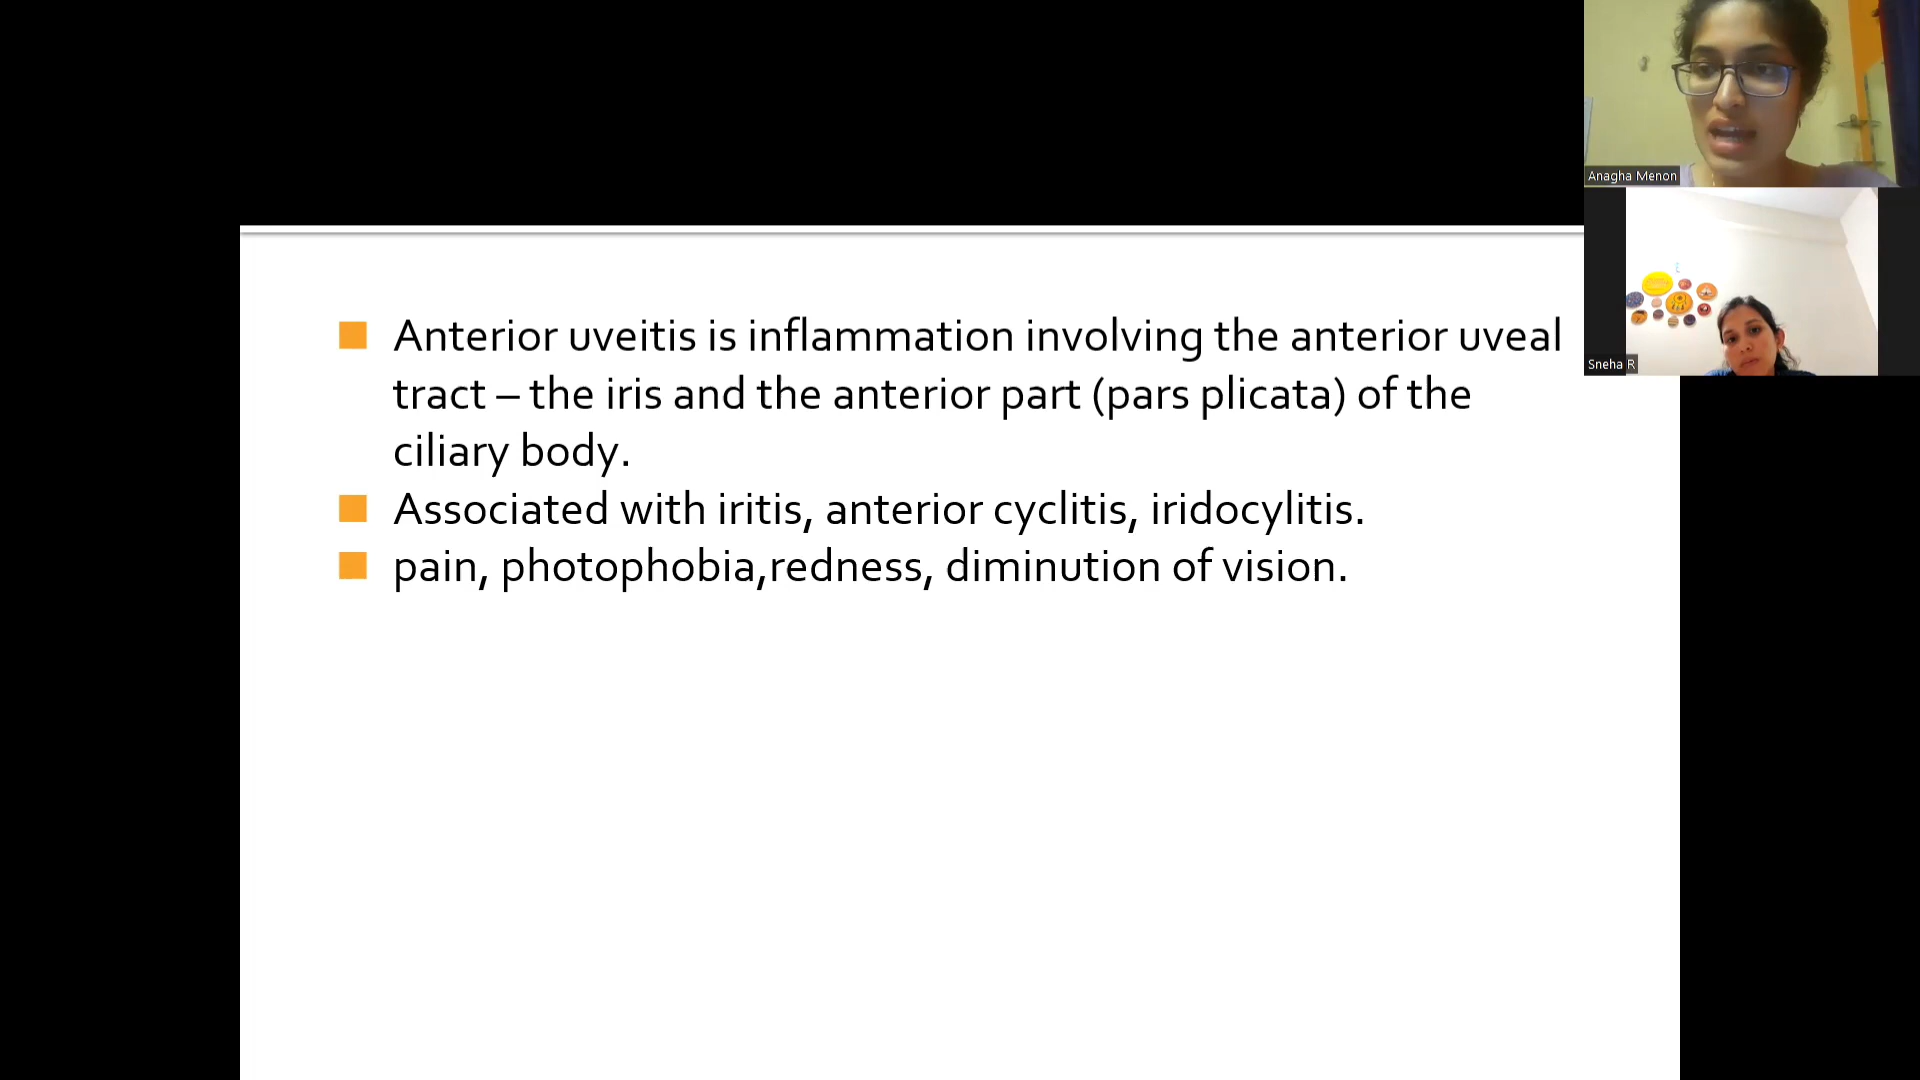 Anagha Menon
Sneha R
Anterior uveitis is inflammation involving the anterior uveal
tract – the iris and the anterior part (pars plicata) of the
ciliary body.
Associated with iritis, anterior cyclitis, iridocylitis.
pain, photophobia,redness, diminution of vision.